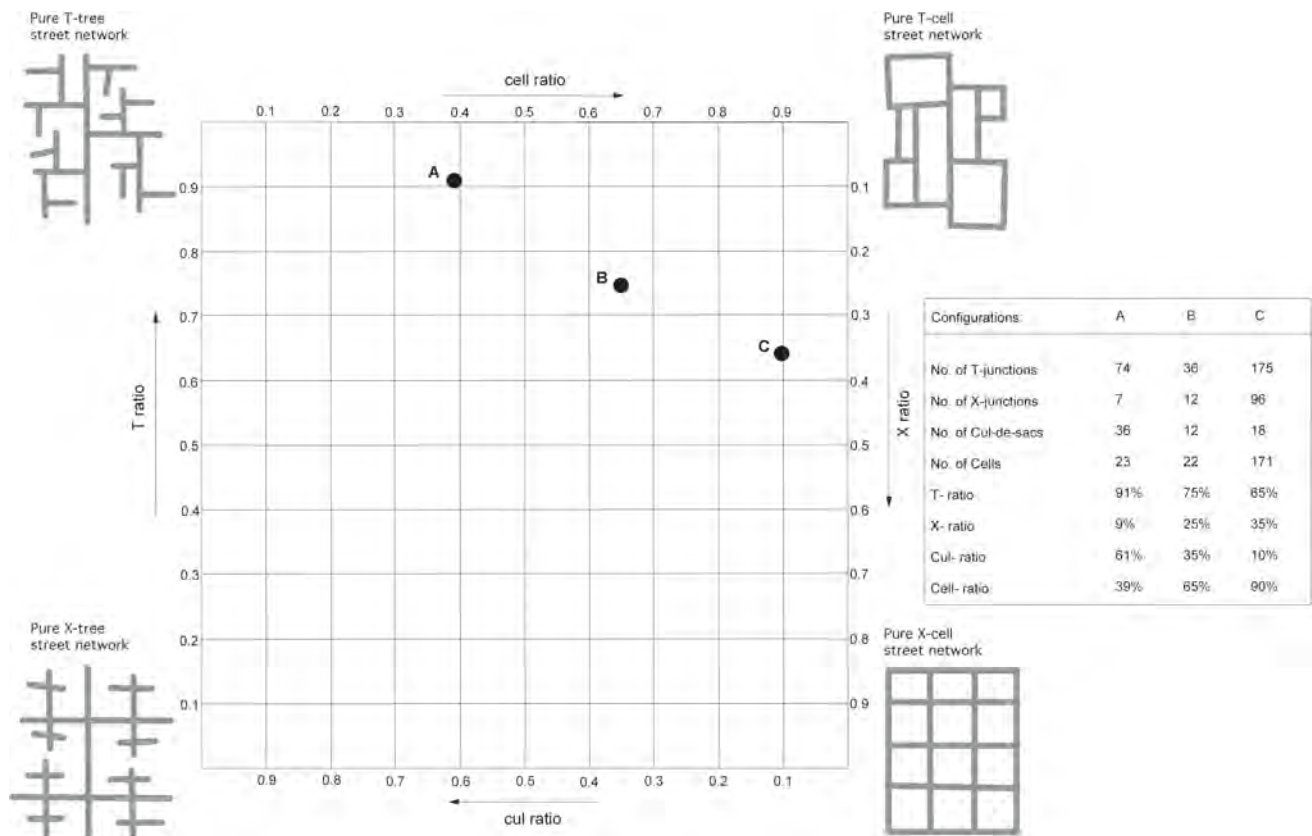 Pure T-tree
street network
Pure T-cell
street network
cell ratio
0.1 0.2 0.3 0.4 0.5 0.6 0.7 0.8 0.9
A
B
C
0.9 0.1
0.8 0.2
0.7 0.3
0.6 0.4
0.5 0.5
0.4 0.6
0.3 0.7
0.2 0.8
0.1 0.9
T ratio
X ratio
0.9 0.8 0.7 0.6 0.5 0.4 0.3 0.2 0.1
cul ratio
Configurations: A B C
No. of T-junctions 74 36 175
No. of X-junctions 7 12 96
No. of Cul-de-sacs 36 12 18
No. of Cells 23 22 171
T- ratio 91% 75% 65%
X- ratio 9% 25% 35%
Cul- ratio 61% 35% 10%
Cell- ratio 39% 65% 90%
Pure X-tree
street network
Pure X-cell
street network